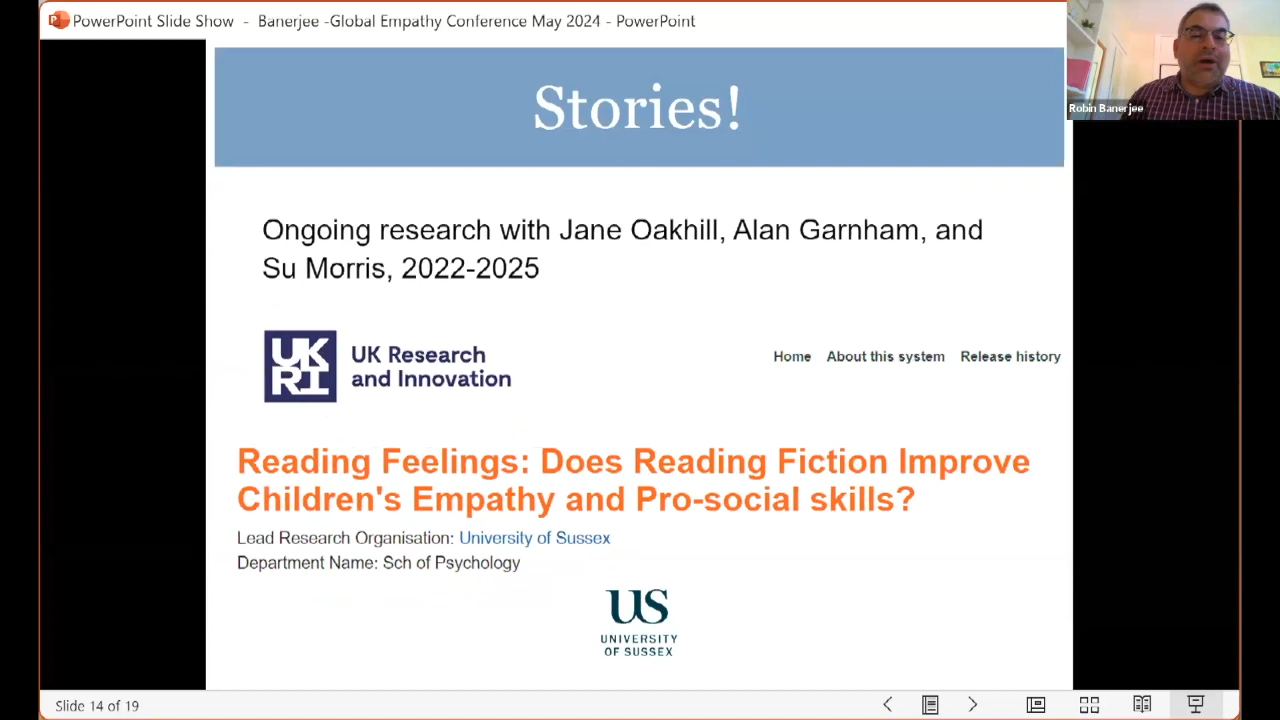 PowerPoint Slide Show - Banerjee -Global Empathy Conference May 2024 - PowerPoint
Robin Banerjee
Stories!
Ongoing research with Jane Oakhill, Alan Garnham, and
Su Morris, 2022-2025
UK
RI
UK Research
and Innovation
Home About this system Release history
Reading Feelings: Does Reading Fiction Improve
Children's Empathy and Pro-social skills?
Lead Research Organisation: University of Sussex
Department Name: Sch of Psychology
US
UNIVERSITY
OF SUSSEX
Slide 14 of 19